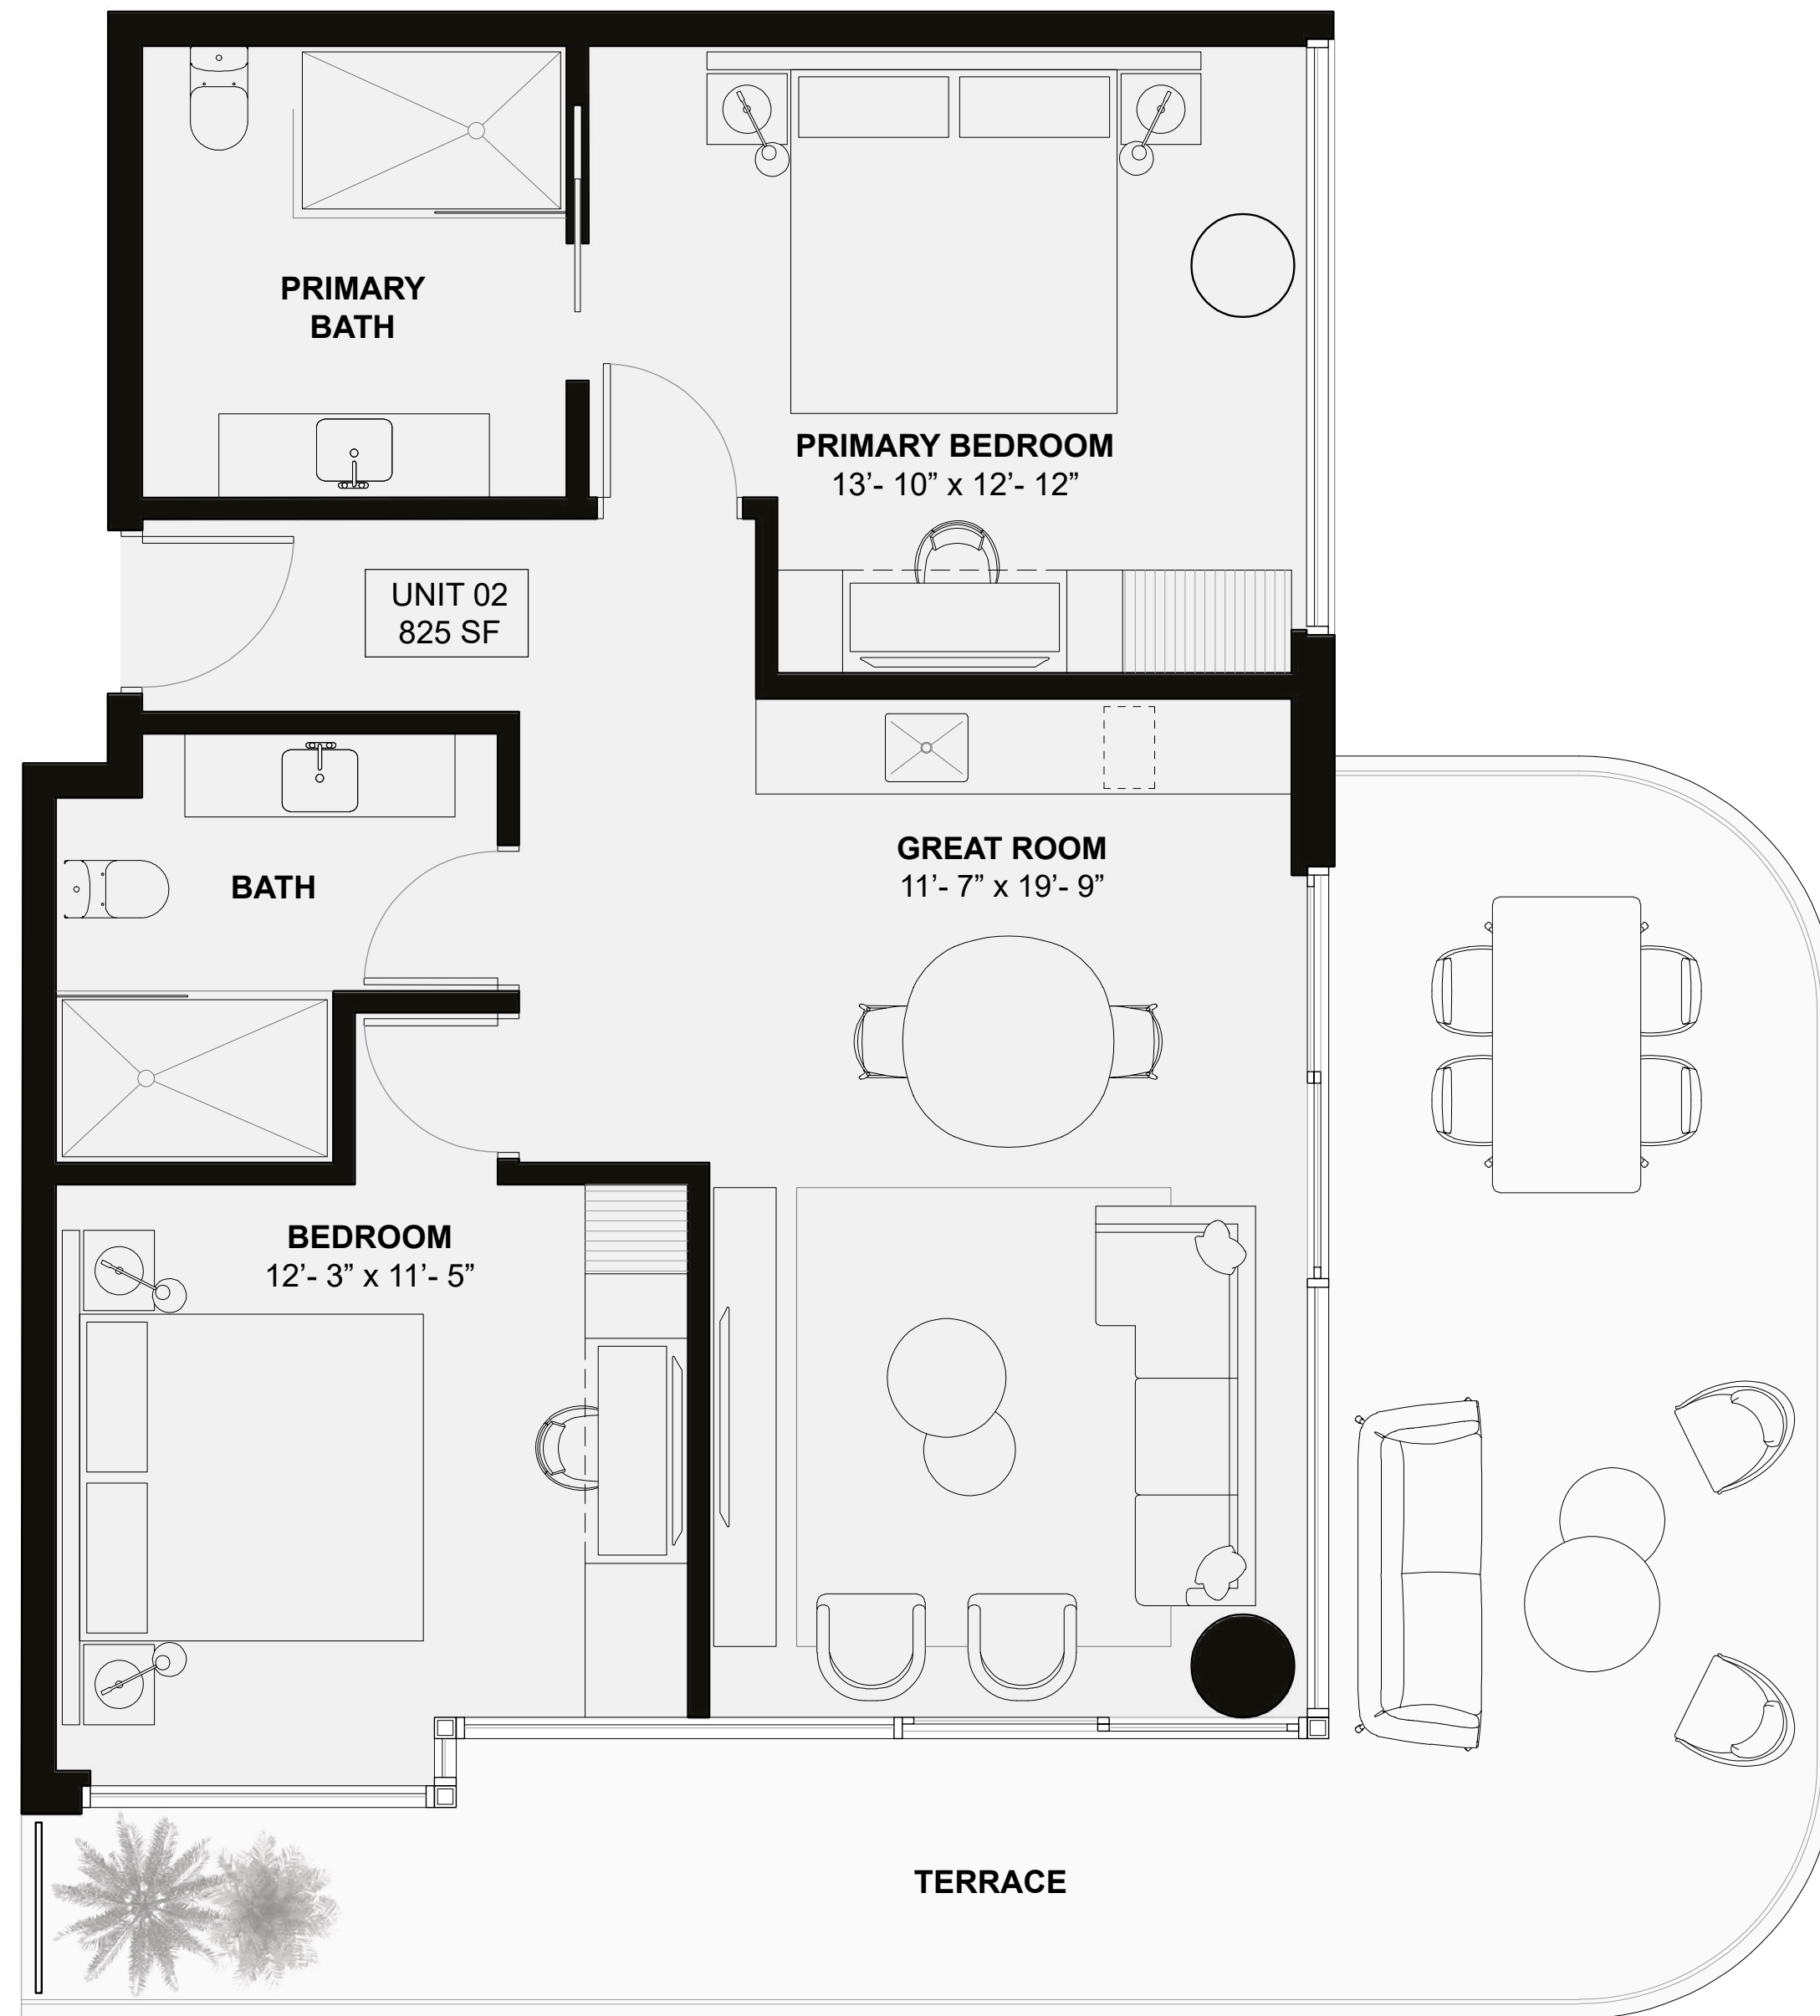 PRIMARY
BATH
PRIMARY BEDROOM
13’- 10” x 12’- 12”
UNIT 02
825 SF
GREAT ROOM
11’- 7” x 19’- 9”
BATH
BEDROOM
12’- 3” x 11’- 5”
TERRACE